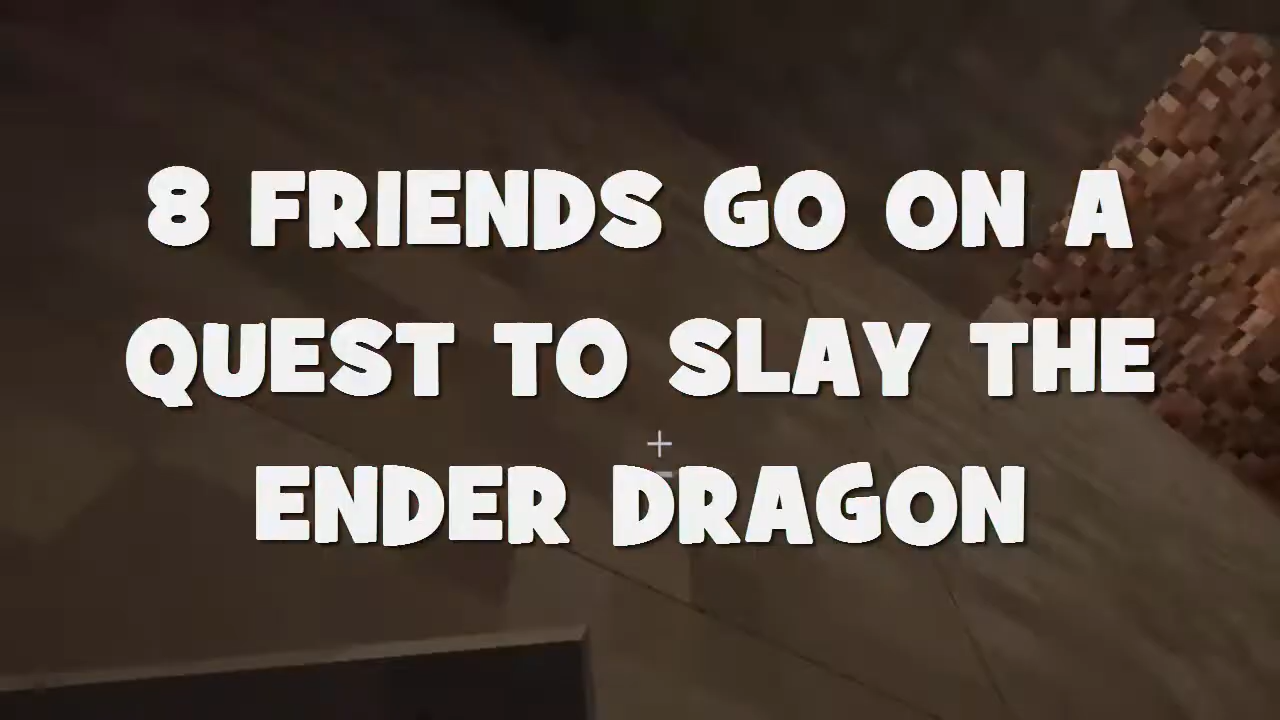 8 FRIENDS GO ON A
QUEST TO SLAY THE
ENDER DRAGON